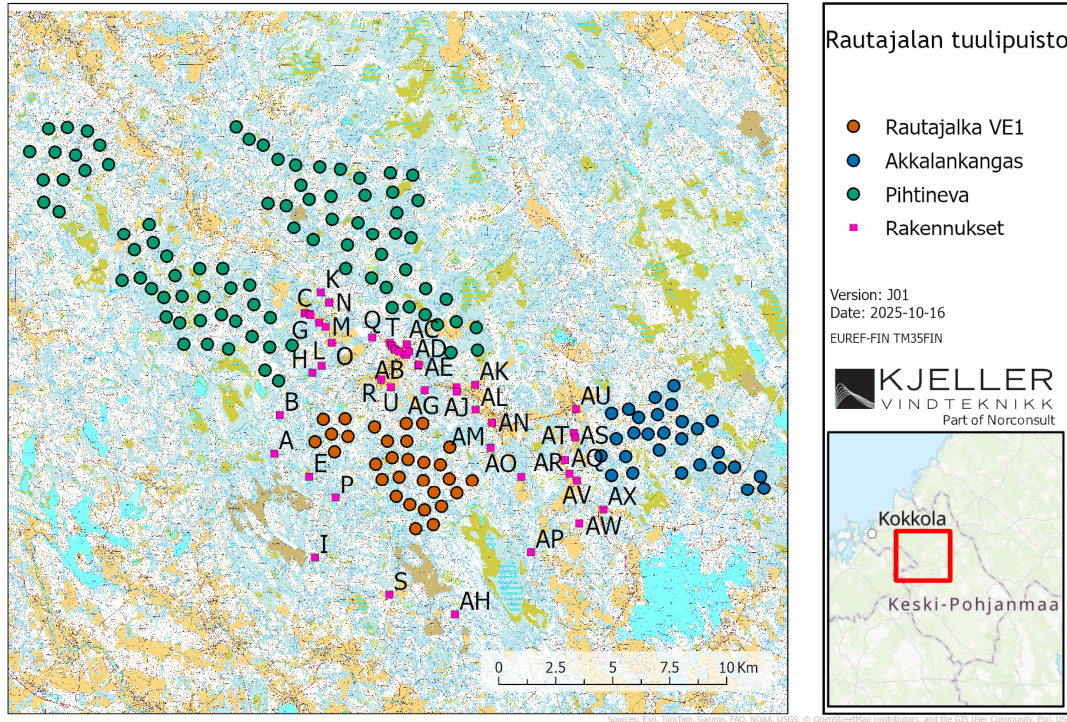 Rautajalan tuulipuisto
Rautajalka VE1
Akkalankangas
Pihtineva
Rakennukset
Version: J01
Date: 2025-10-16
EUREF-FIN TM35FIN
KJELLER
VINDTEKNIKK
Part of Norconsult
Kokkola
Keski-Pohjanmaa
K
C
N
G
M
Q
T
AC
L
O
AD
H
AB
AE
R
U
AG
AJ
AK
AL
AU
B
AN
A
AM
AT
AS
E
AO
AR
AQ
P
AV
AX
AW
AP
I
S
AH
0
2.5
5
7.5
10 Km
Sources: Esri, TomTom, Garmin, FAO, NOAA, USGS, © OpenStreetMap contributors, and the GIS User Community, Esri, US